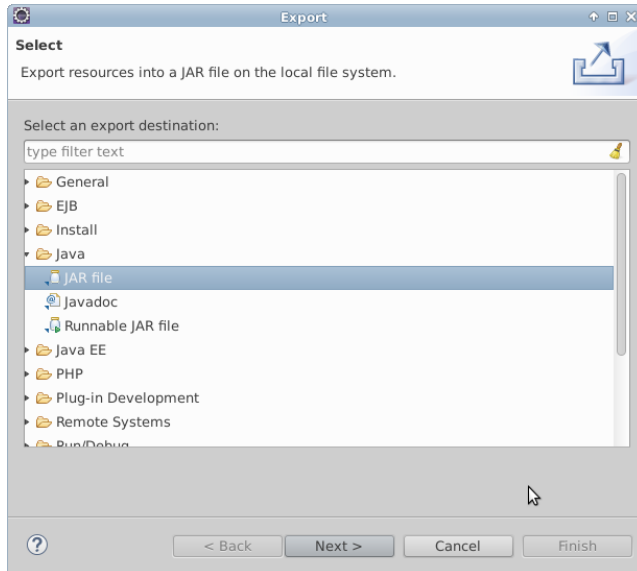 Export
Select
Export resources into a JAR file on the local file system.
Select an export destination:
type filter text
General
EJB
Install
Java
JAR file
Javadoc
Runnable JAR file
Java EE
PHP
Plug-in Development
Remote Systems
Run/Debug
?
< Back
Next >
Cancel
Finish